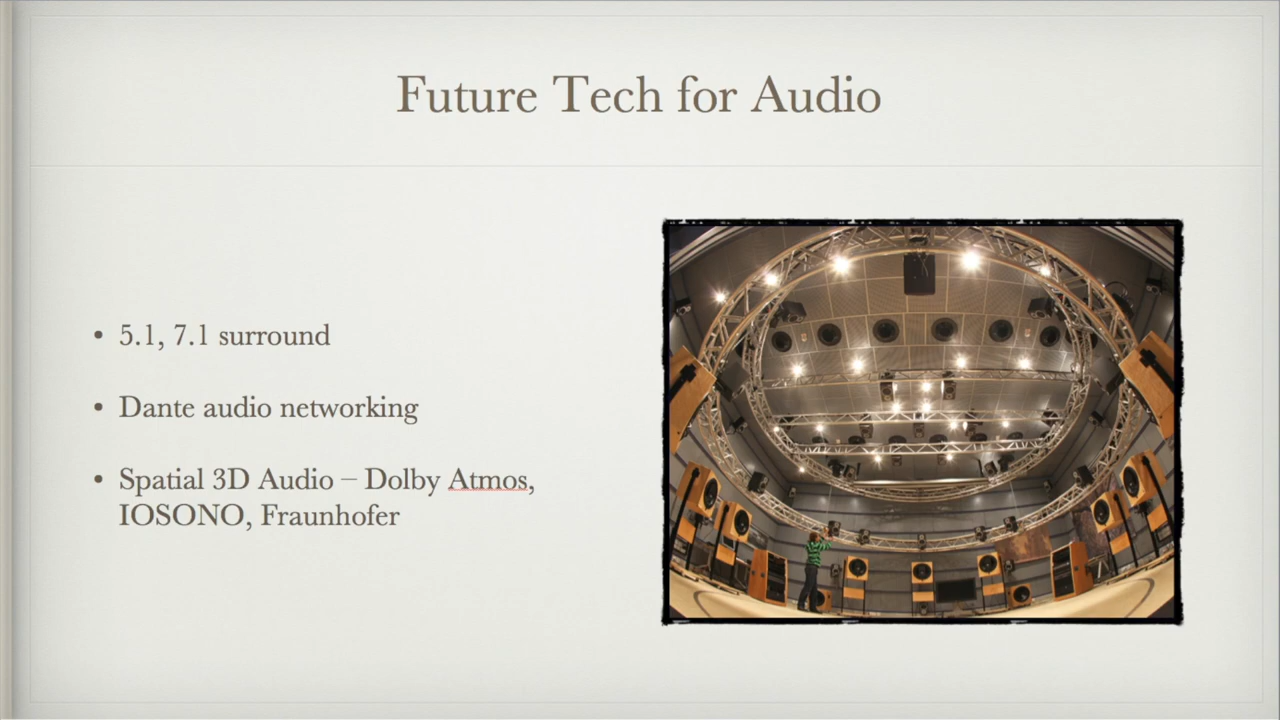 Future Tech for Audio
• 5.1, 7.1 surround
• Dante audio networking
• Spatial 3D Audio – Dolby Atmos,
IOSONO, Fraunhofer